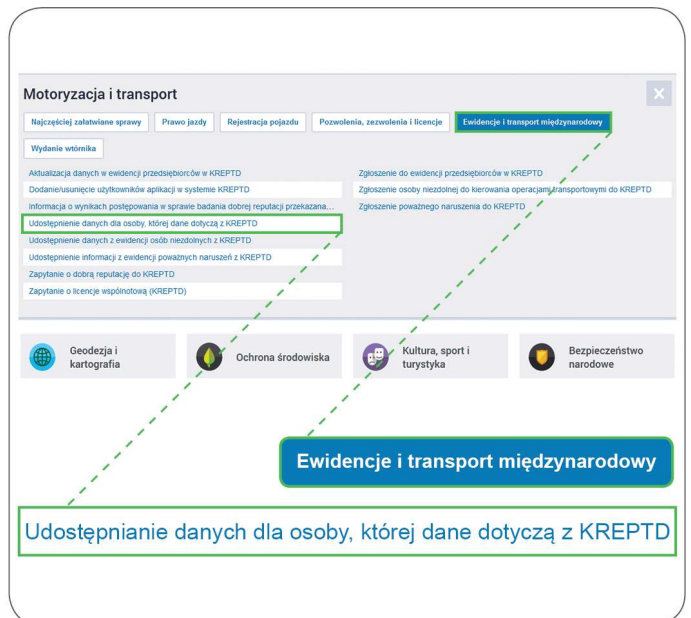 Motoryzacja i transport
Najczęściej załatwiane sprawy
Prawo jazdy
Rejestracja pojazdu
Pozwolenia, zezwolenia i licencje
Ewidencje i transport międzynarodowy
Wydanie wtórnika
Aktualizacja danych w ewidencji przedsiębiorców w KREPTD
Dodanie/usunięcie użytkowników aplikacji w systemie KREPTD
Informacja o wynikach postępowania w sprawie badania dobrej reputacji przekazana...
Udostępnienie danych dla osoby, której dane dotyczą z KREPTD
Udostępnienie danych z ewidencji osób niezdolnych z KREPTD
Udostępnienie informacji z ewidencji poważnych naruszeń z KREPTD
Zapytanie o dobrą reputację do KREPTD
Zapytanie o licencje wspólnotową (KREPTD)
Zgłoszenie do ewidencji przedsiębiorców w KREPTD
Zgłoszenie osoby niezdolnej do kierowania operacjami transportowymi do KREPTD
Zgłoszenie poważnego naruszenia do KREPTD
Geodezja i
kartografia
Ochrona środowiska
Kultura, sport i
turystyka
Bezpieczeństwo
narodowe
Ewidencje i transport międzynarodowy
Udostępnianie danych dla osoby, której dane dotyczą z KREPTD